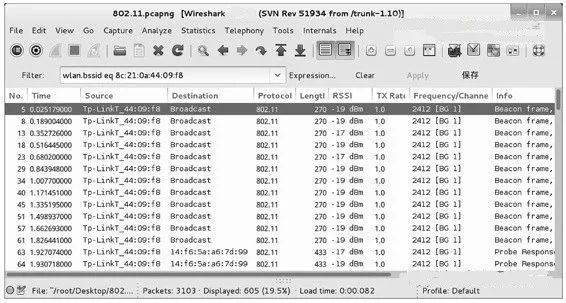 802.11.pcapng [Wireshark (SVN Rev 51934 from /trunk-1.10)]
File Edit View Go Capture Analyze Statistics Telephony Tools Internals Help
Filter: wlan.bssid eq 8c:21:0a:44:09:f8 Expression... Clear Apply 保存
No. Time Source Destination Protocol Lengtl RSSI TX Rate Frequency/Channe Info
5 0.025179000 Tp-LinkT_44:09:f8 Broadcast 802.11 270 -19 dBm 1.0 2412 [BG 1] Beacon frame,
8 0.189004000 Tp-LinkT_44:09:f8 Broadcast 802.11 270 -19 dBm 1.0 2412 [BG 1] Beacon frame,
13 0.352726000 Tp-LinkT_44:09:f8 Broadcast 802.11 270 -17 dBm 1.0 2412 [BG 1] Beacon frame,
18 0.516445000 Tp-LinkT_44:09:f8 Broadcast 802.11 270 -19 dBm 1.0 2412 [BG 1] Beacon frame,
23 0.680200000 Tp-LinkT_44:09:f8 Broadcast 802.11 270 -17 dBm 1.0 2412 [BG 1] Beacon frame,
29 0.843948000 Tp-LinkT_44:09:f8 Broadcast 802.11 270 -19 dBm 1.0 2412 [BG 1] Beacon frame,
34 1.007700000 Tp-LinkT_44:09:f8 Broadcast 802.11 270 -19 dBm 1.0 2412 [BG 1] Beacon frame,
40 1.171451000 Tp-LinkT_44:09:f8 Broadcast 802.11 270 -19 dBm 1.0 2412 [BG 1] Beacon frame,
45 1.335195000 Tp-LinkT_44:09:f8 Broadcast 802.11 270 -19 dBm 1.0 2412 [BG 1] Beacon frame,
51 1.498937000 Tp-LinkT_44:09:f8 Broadcast 802.11 270 -19 dBm 1.0 2412 [BG 1] Beacon frame,
57 1.662693000 Tp-LinkT_44:09:f8 Broadcast 802.11 270 -19 dBm 1.0 2412 [BG 1] Beacon frame,
61 1.826441000 Tp-LinkT_44:09:f8 Broadcast 802.11 270 -19 dBm 1.0 2412 [BG 1] Beacon frame,
63 1.927074000 Tp-LinkT_44:09:f8 14:f6:5a:a6:7d:99 802.11 433 -17 dBm 1.0 2412 [BG 1] Probe Respons
64 1.930718000 Tp-LinkT_44:09:f8 14:f6:5a:a6:7d:99 802.11 433 -19 dBm 1.0 2412 [BG 1] Probe Respons
File: "/root/Desktop/802.... Packets: 3103 · Displayed: 605 (19.5%) · Load time: 0:00.082 Profile: Default